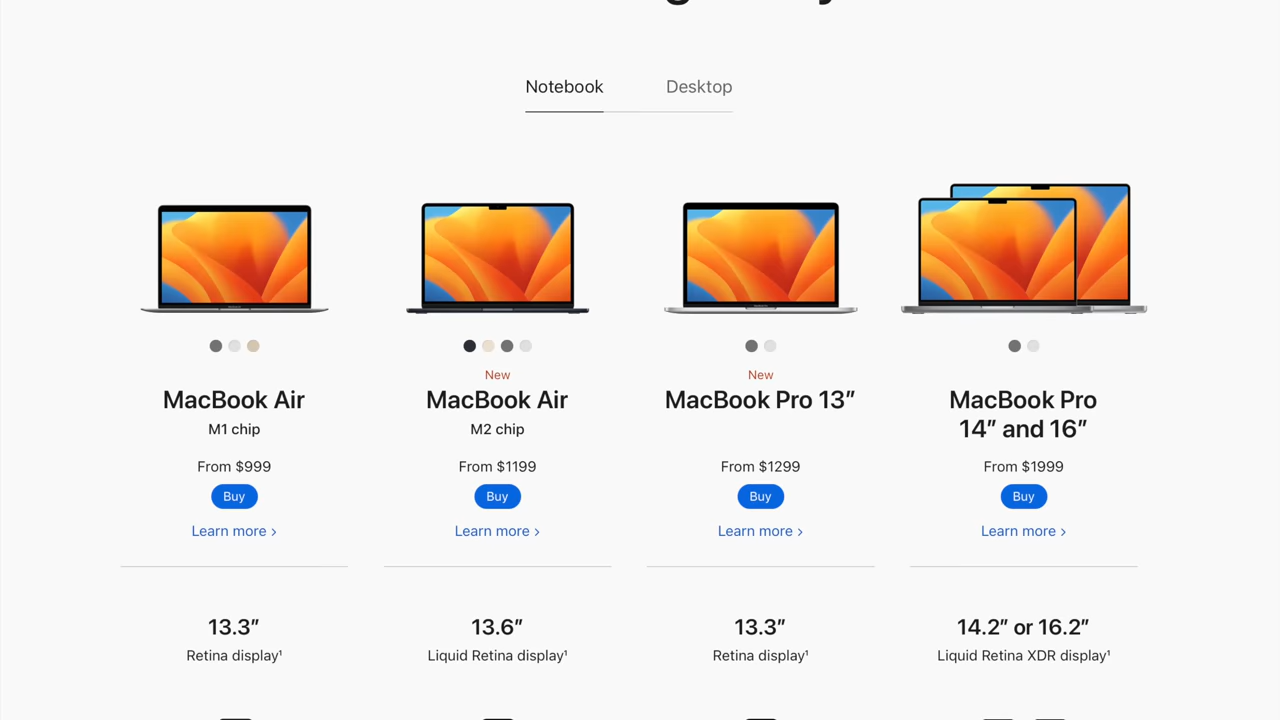 Notebook
Desktop
New
New
MacBook Air
MacBook Air
MacBook Pro 13″
MacBook Pro
14″ and 16″
M1 chip
M2 chip
From $999
From $1199
From $1299
From $1999
Buy
Buy
Buy
Buy
Learn more >
Learn more >
Learn more >
Learn more >
13.3″
13.6″
13.3″
14.2″ or 16.2″
Retina display¹
Liquid Retina display¹
Retina display¹
Liquid Retina XDR display¹